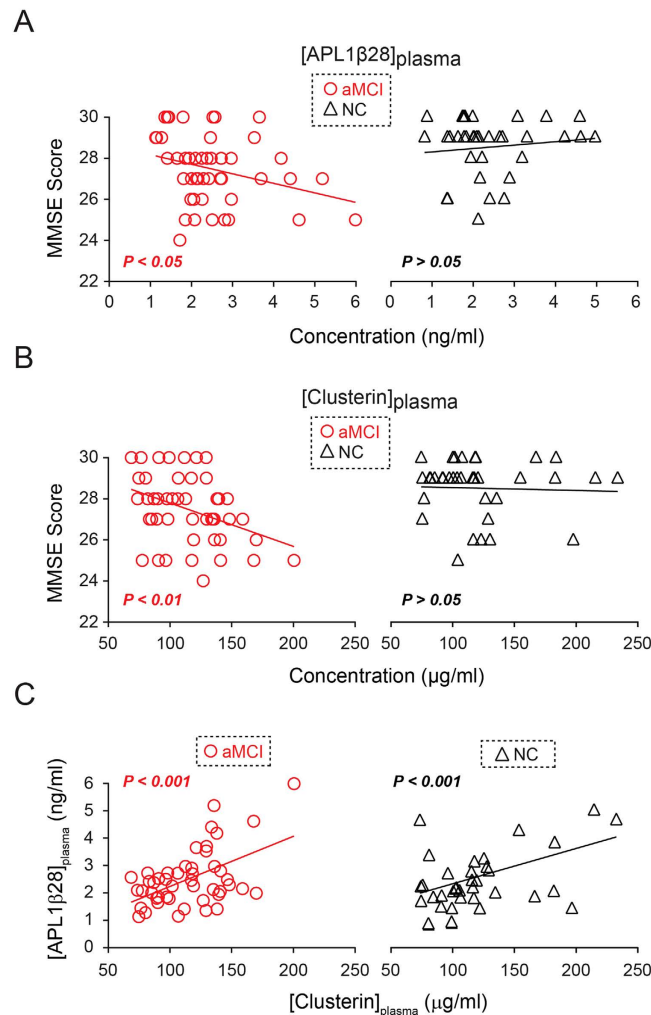 A
[APL1β28]plasma
aMCI
NC
30
28
26
24
22
MMSE Score
P < 0.05
P > 0.05
0 1 2 3 4 5 6
0 1 2 3 4 5 6
Concentration (ng/ml)
B
[Clusterin]plasma
aMCI
NC
30
28
26
24
22
MMSE Score
P < 0.01
P > 0.05
50 100 150 200 250
50 100 150 200 250
Concentration (µg/ml)
C
aMCI
NC
P < 0.001
P < 0.001
6
5
4
3
2
1
0
[APL1β28]plasma (ng/ml)
50 100 150 200 250
50 100 150 200 250
[Clusterin]plasma (µg/ml)